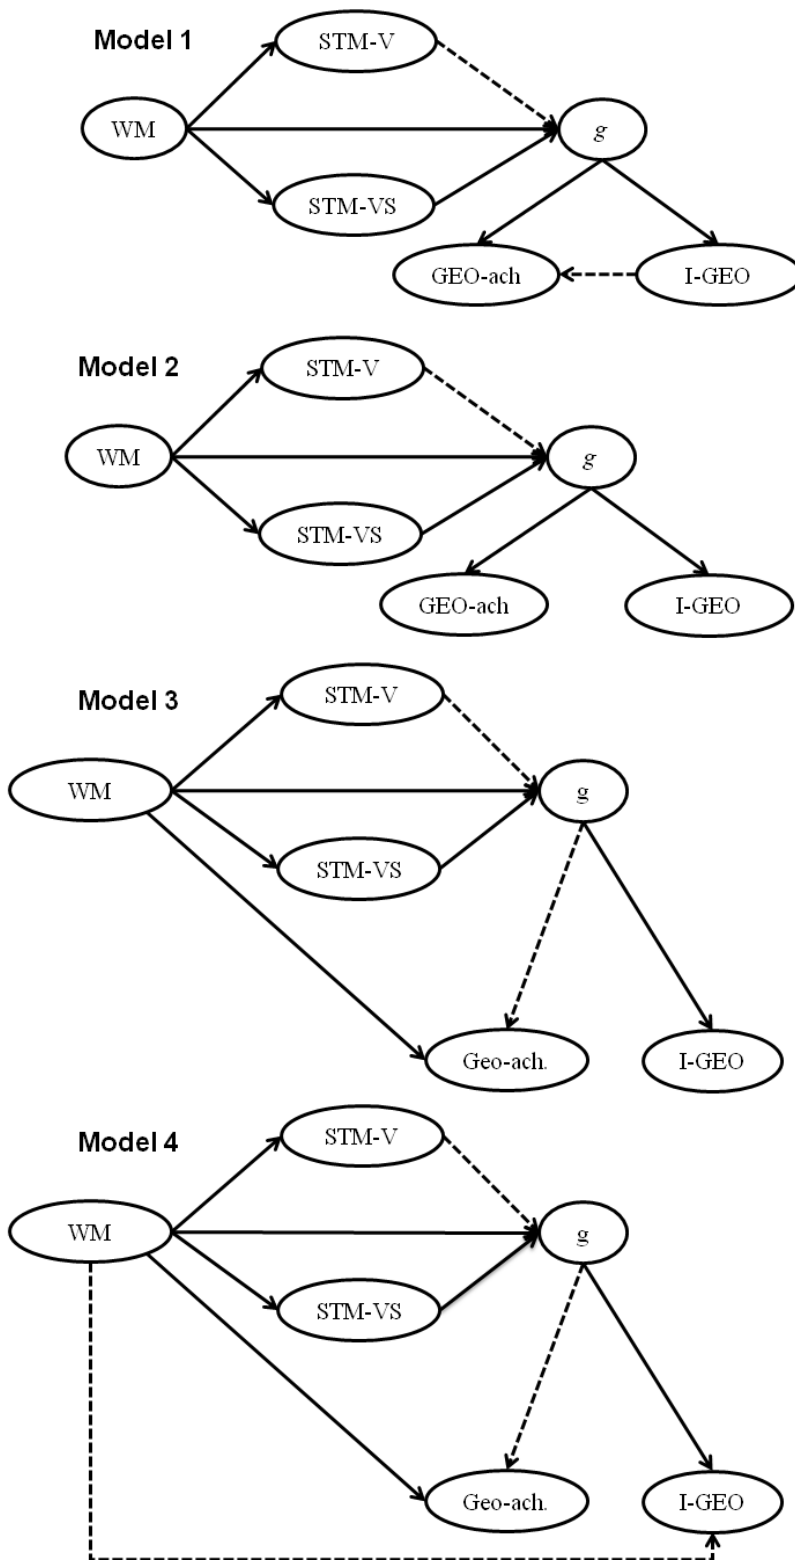 Model 1
STM-V
WM
g
STM-VS
GEO-ach
I-GEO
Model 2
STM-V
WM
g
STM-VS
GEO-ach
I-GEO
Model 3
STM-V
WM
g
STM-VS
Geo-ach.
I-GEO
Model 4
STM-V
WM
g
STM-VS
Geo-ach.
I-GEO